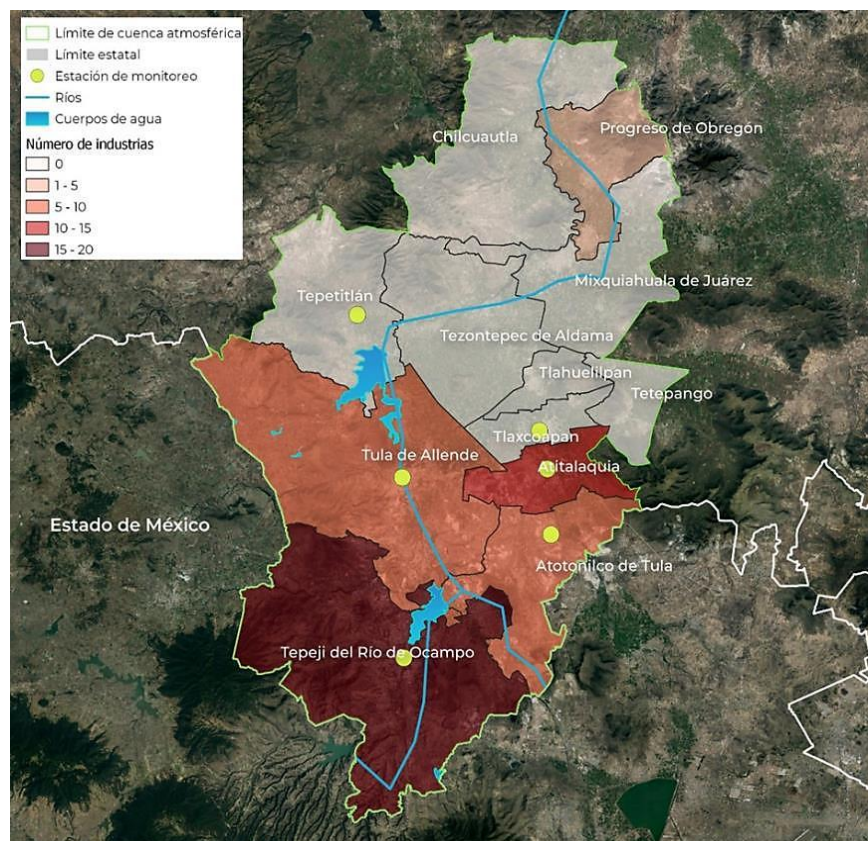 Límite de cuenca atmosférica
Límite estatal
Estación de monitoreo
Ríos
Cuerpos de agua
Número de industrias
0
1 - 5
5 - 10
10 - 15
15 - 20
Chilcuautla
Progreso de Obregón
Mixquiahuala de Juárez
Tepetitlán
Tezontepec de Aldama
Tlahuelilpan
Tetepango
Tlaxcoapan
Tula de Allende
Atitalaquia
Estado de México
Atotonilco de Tula
Tepeji del Río de Ocampo